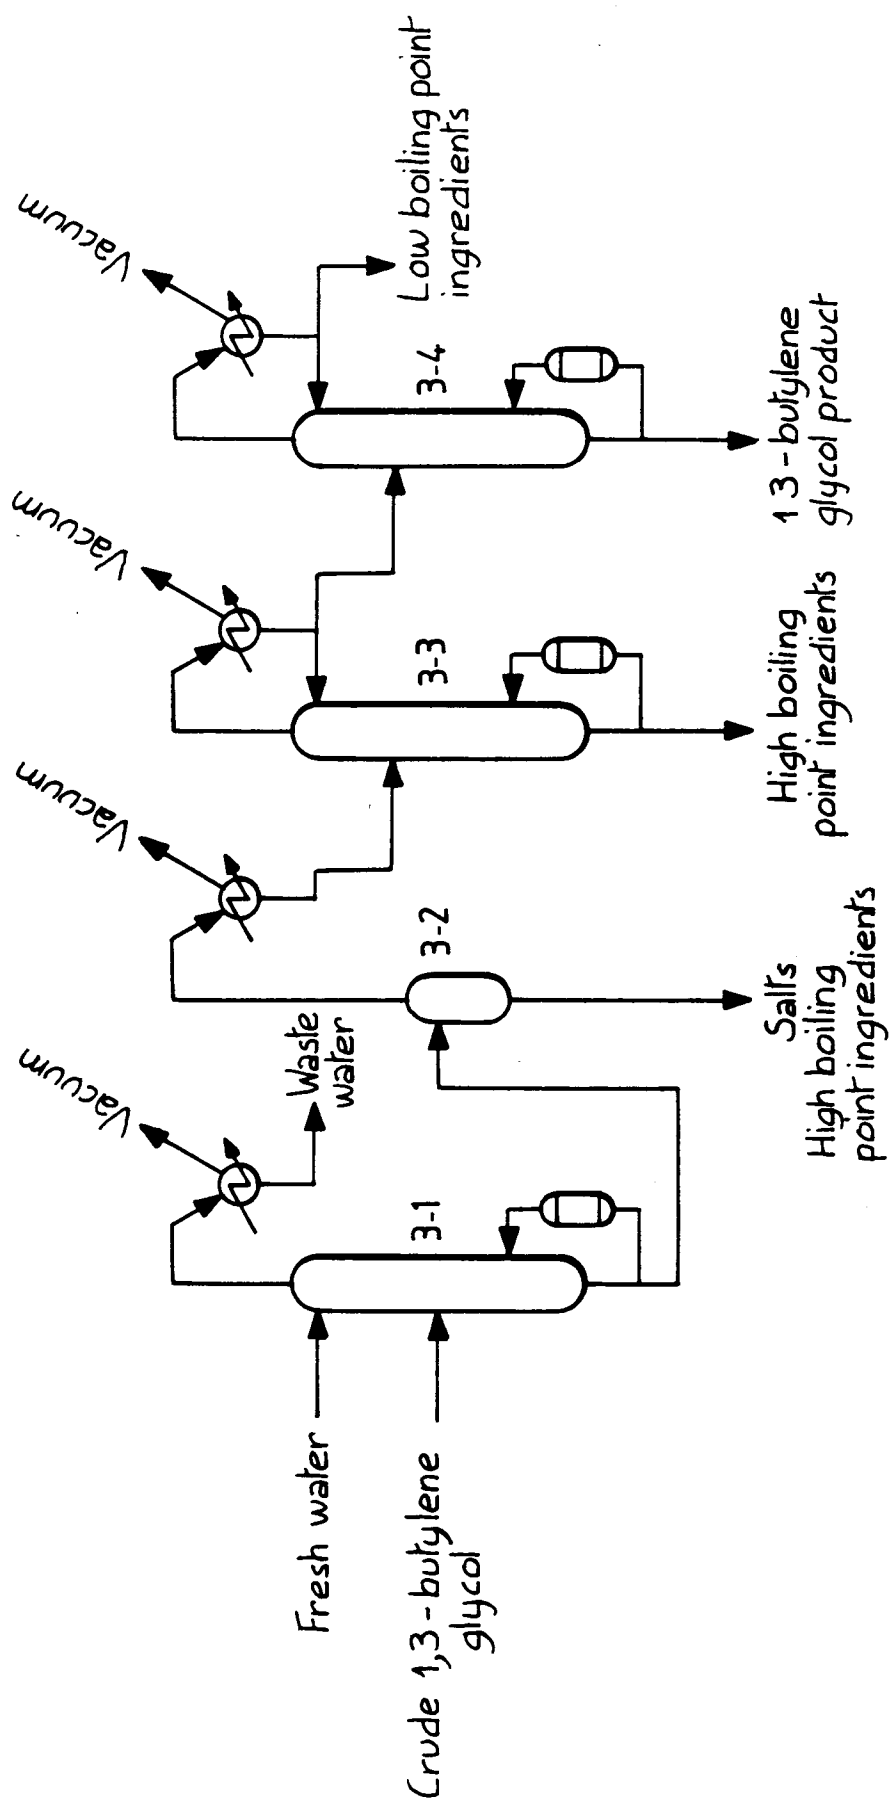 Vacuum
Vacuum
Vacuum
Vacuum
Fresh water
Crude 1,3-butylene
glycol
3-1
Waste
water
3-2
Salts
High boiling
point ingredients
3-3
High boiling
point ingredients
3-4
Low boiling point
ingredients
1 3-butylene
glycol product